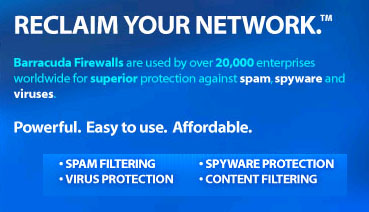 RECLAIM YOUR NETWORK.™
Barracuda Firewalls are used by over 20,000 enterprises
worldwide for superior protection against spam, spyware and
viruses.
Powerful. Easy to use. Affordable.
• SPAM FILTERING • SPYWARE PROTECTION
• VIRUS PROTECTION • CONTENT FILTERING